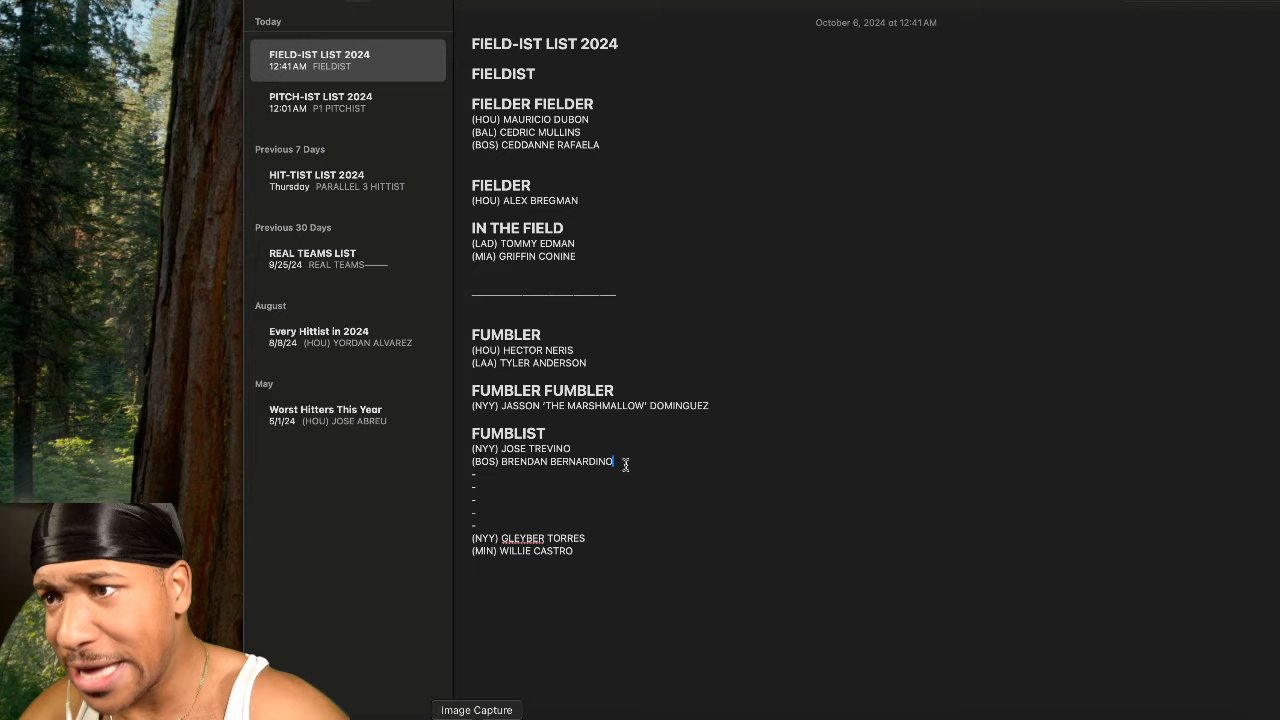 Today
FIELD-IST LIST 2024
12:41 AM FIELDIST
PITCH-IST LIST 2024
12:01 AM P1 PITCHIST
Previous 7 Days
HIT-TIST LIST 2024
Thursday PARALLEL 3 HITTIST
Previous 30 Days
REAL TEAMS LIST
9/25/24 REAL TEAMS———
August
Every Hittist in 2024
8/8/24 (HOU) YORDAN ALVAREZ
May
Worst Hitters This Year
5/1/24 (HOU) JOSE ABREU
October 6, 2024 at 12:41 AM
FIELD-IST LIST 2024
FIELDIST
FIELDER FIELDER
(HOU) MAURICIO DUBON
(BAL) CEDRIC MULLINS
(BOS) CEDDANNE RAFAELA
FIELDER
(HOU) ALEX BREGMAN
IN THE FIELD
(LAD) TOMMY EDMAN
(MIA) GRIFFIN CONINE
————————————
FUMBLER
(HOU) HECTOR NERIS
(LAA) TYLER ANDERSON
FUMBLER FUMBLER
(NYY) JASSON ‘THE MARSHMALLOW’ DOMINGUEZ
FUMBLIST
(NYY) JOSE TREVINO
(BOS) BRENDAN BERNARDINO
-
-
-
-
-
(NYY) GLEYBER TORRES
(MIN) WILLIE CASTRO
Image Capture